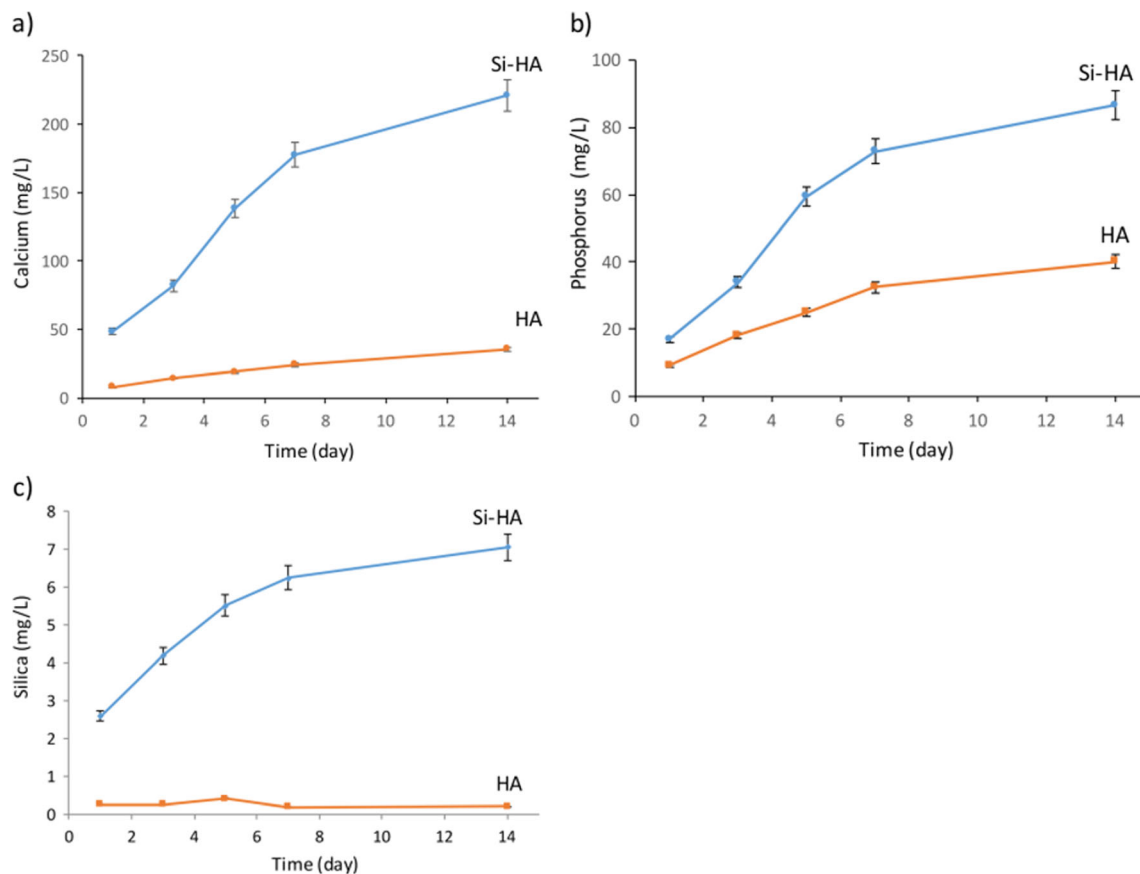 a)
Calcium (mg/L)
250
200
150
100
50
0
0 2 4 6 8 10 12 14
Time (day)
Si-HA
HA
b)
Phosphorus (mg/L)
100
80
60
40
20
0
0 2 4 6 8 10 12 14
Time (day)
Si-HA
HA
c)
Silica (mg/L)
8
7
6
5
4
3
2
1
0
0 2 4 6 8 10 12 14
Time (day)
Si-HA
HA